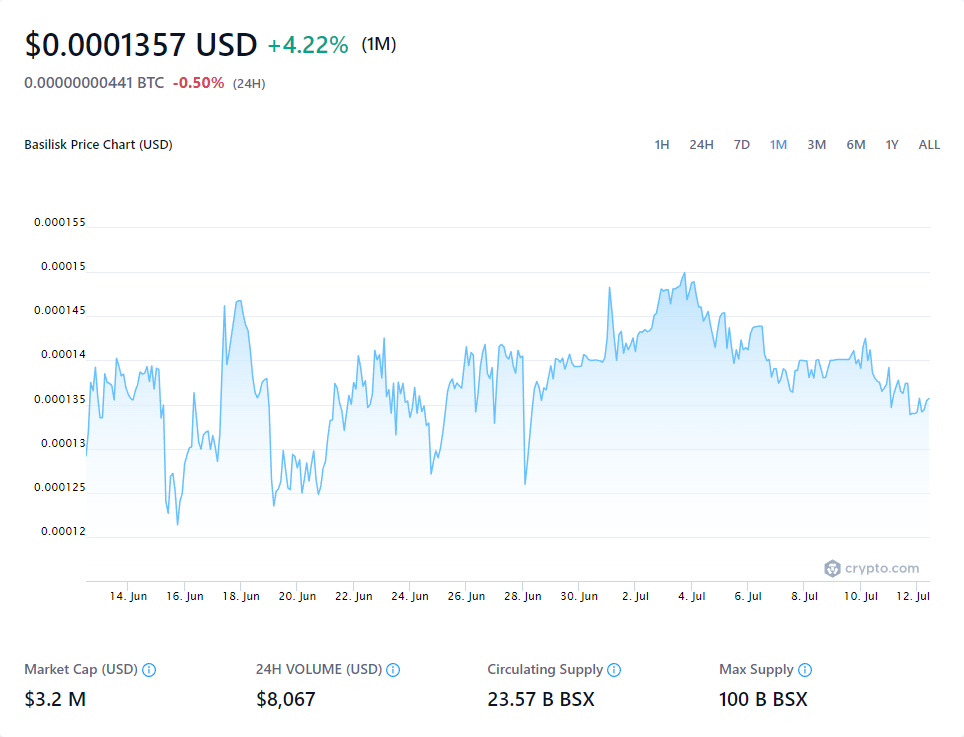 $0.0001357 USD +4.22% (1M)
0.00000000441 BTC -0.50% (24H)
Basilisk Price Chart (USD) 1H 24H 7D 1M 3M 6M 1Y ALL
0.000155
0.00015
0.000145
0.00014
0.000135
0.00013
0.000125
0.00012
crypto.com
14. Jun 16. Jun 18. Jun 20. Jun 22. Jun 24. Jun 26. Jun 28. Jun 30. Jun 2. Jul 4. Jul 6. Jul 8. Jul 10. Jul 12. Jul
Market Cap (USD) 24H VOLUME (USD) Circulating Supply Max Supply
$3.2 M $8,067 23.57 B BSX 100 B BSX